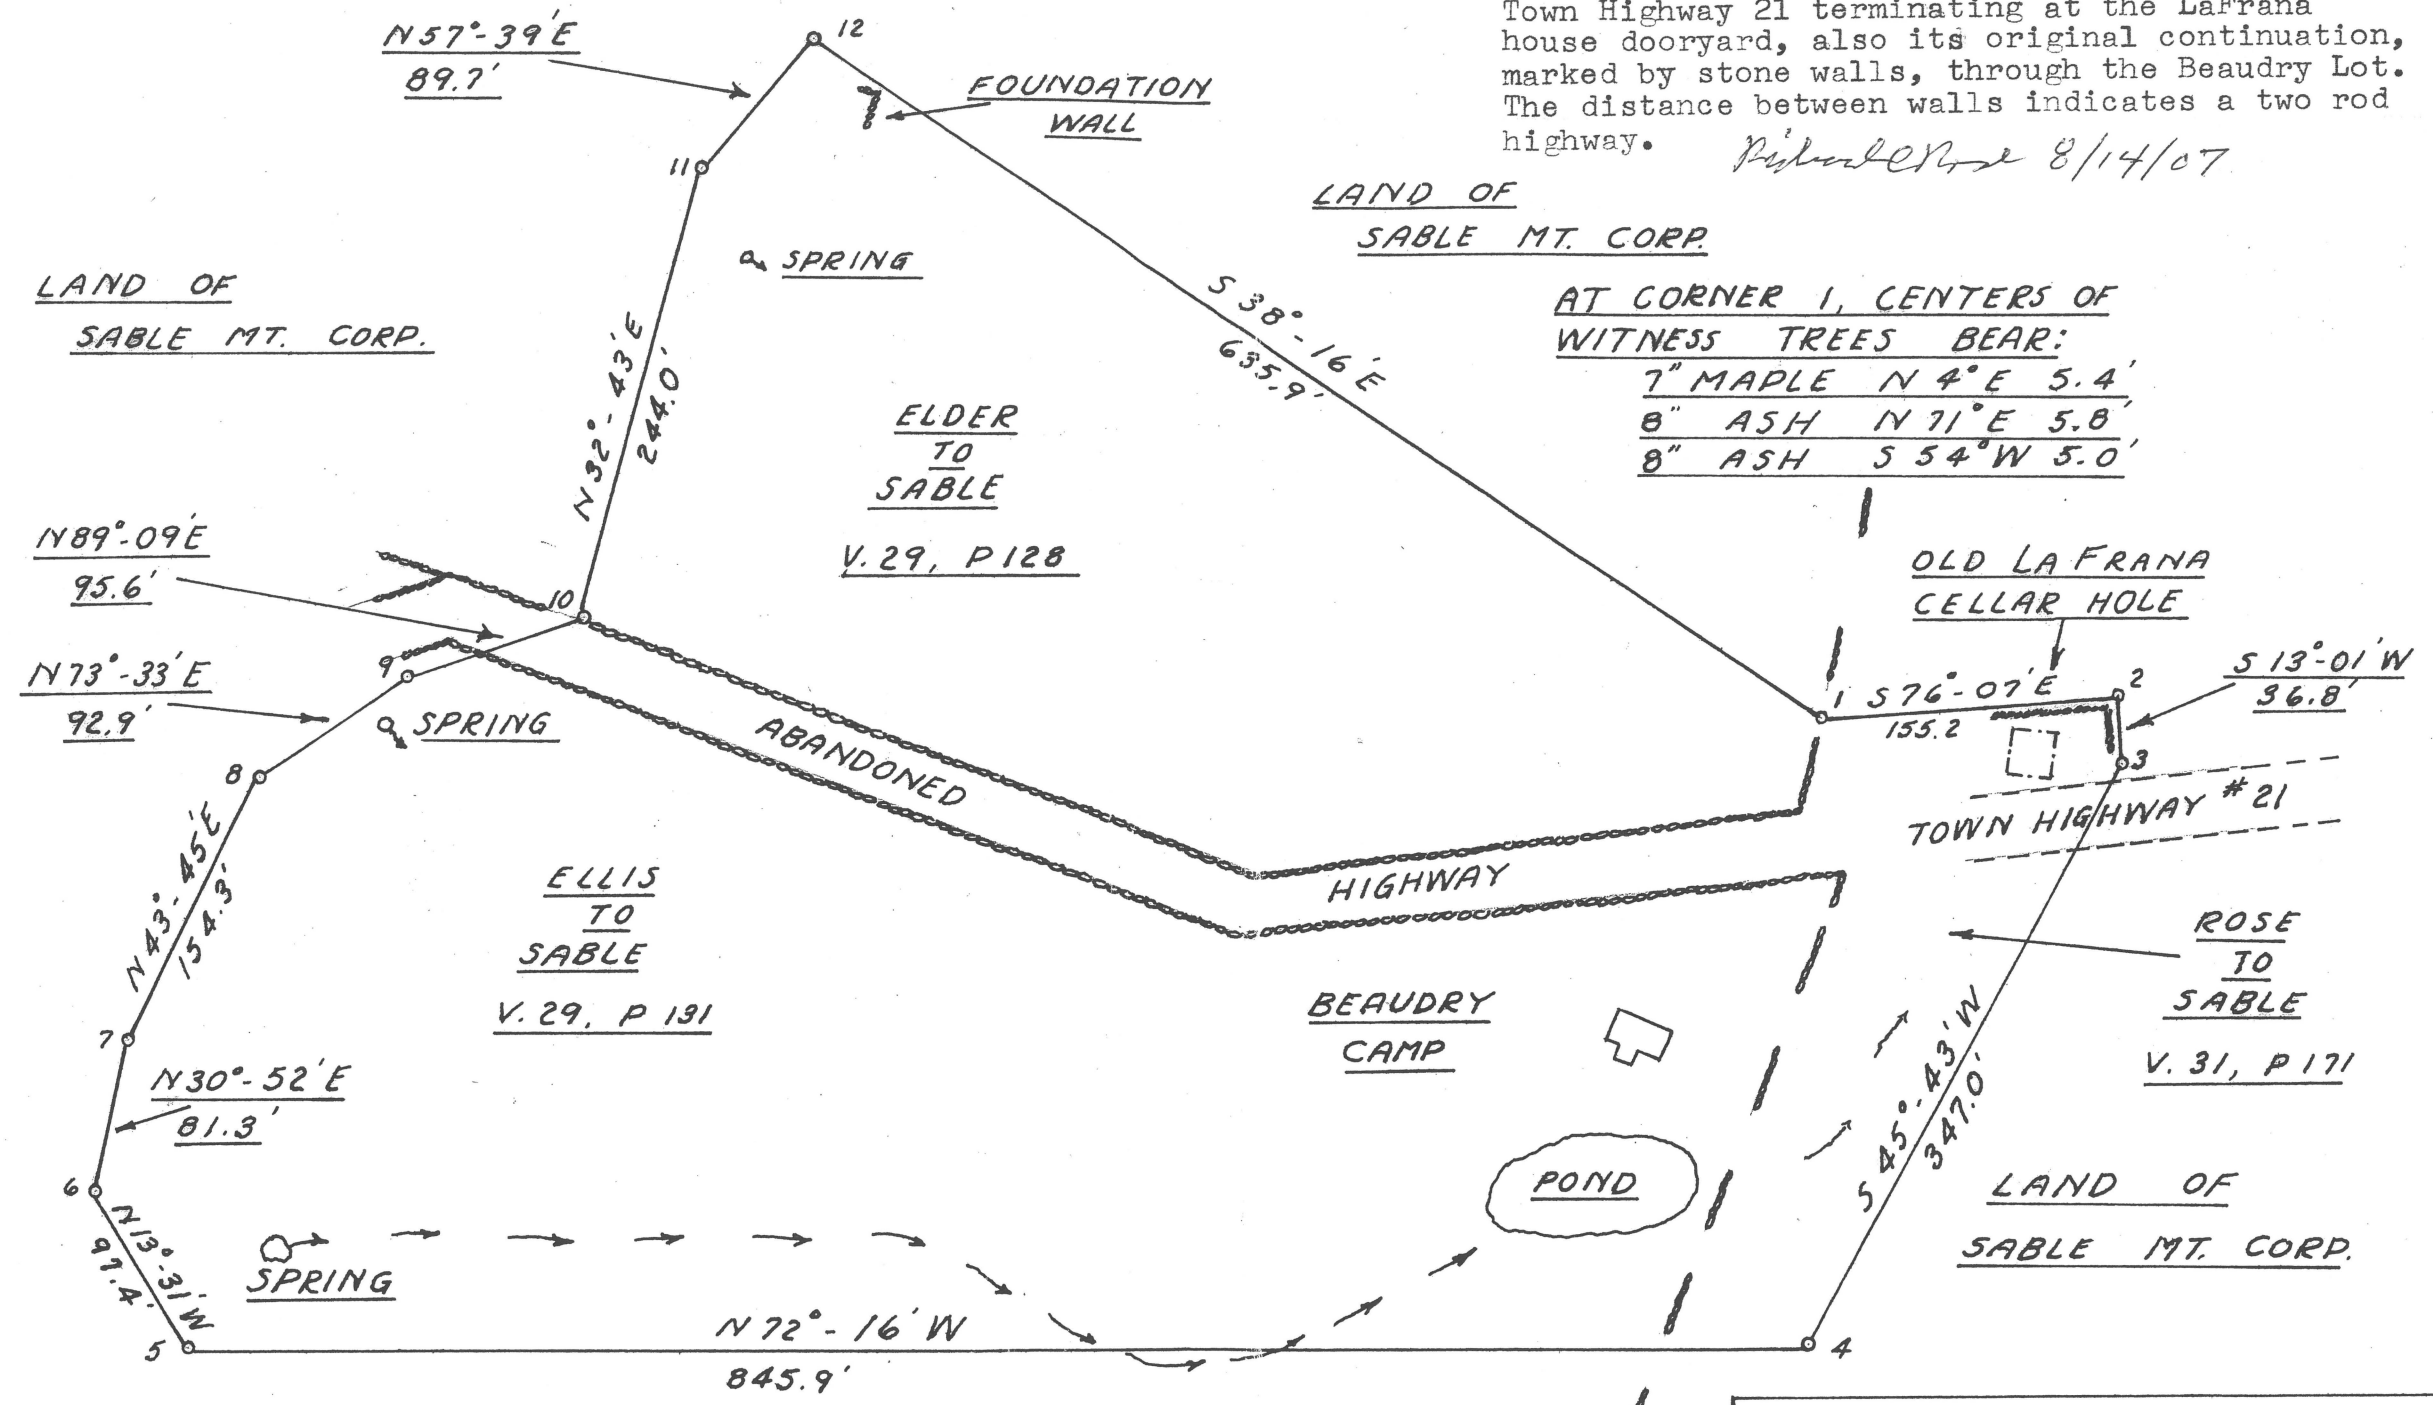 Town Highway 21 terminating at the LaFrana
house dooryard, also its original continuation,
marked by stone walls, through the Beaudry Lot.
The distance between walls indicates a two rod
highway.
8/14/07
N57°-39'E
89.7'
12
FOUNDATION
WALL
11
LAND OF
SABLE MT. CORP.
SPRING
LAND OF
SABLE MT. CORP.
S 38°-16'E
635.9'
AT CORNER 1, CENTERS OF
WITNESS TREES BEAR:
7" MAPLE N 4°E 5.4'
8" ASH N 71°E 5.8'
8" ASH S 54°W 5.0'
N32°-43'E
244.0'
ELDER
TO
SABLE
V. 29, P 128
N89°-09'E
95.6'
10
OLD LA FRANA
CELLAR HOLE
N73°-33'E
92.9'
9
SPRING
1
S 76°-07'E
155.2
2
S 13°-01'W
36.8'
3
8
ABANDONED
HIGHWAY
TOWN HIGHWAY #21
N43°-45'E
154.3'
ELLIS
TO
SABLE
V. 29, P 131
ROSE
TO
SABLE
V. 31, P 171
BEAUDRY
CAMP
7
N30°-52'E
81.3'
S 45°-43'W
347.0'
POND
6
N13°-31'W
97.4'
SPRING
LAND OF
SABLE MT. CORP.
5
N72°-16'W
845.9'
4